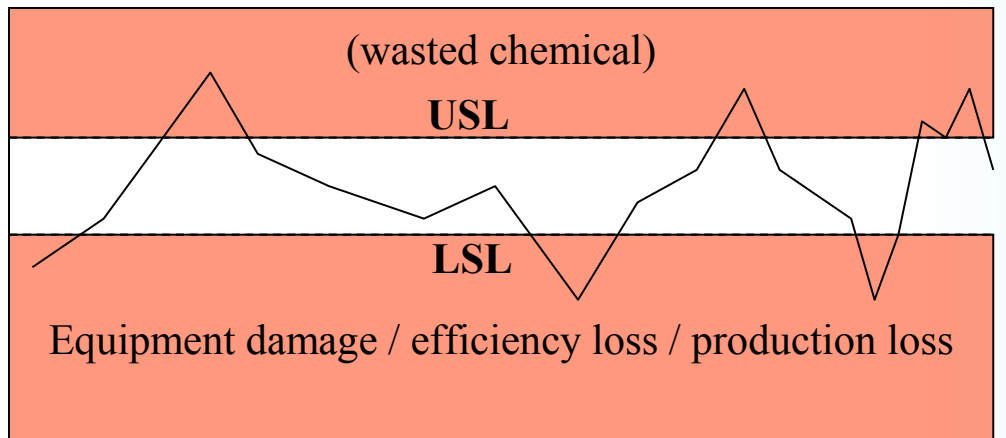 (wasted chemical)
USL
LSL
Equipment damage / efficiency loss / production loss